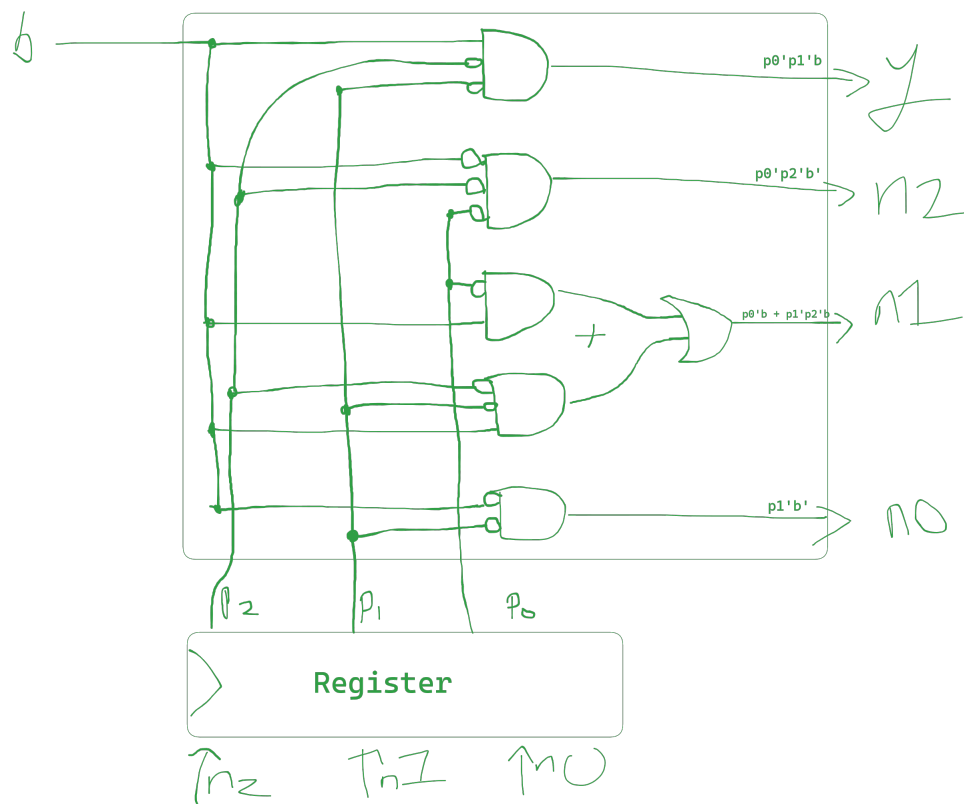 b
p0'p1'b
y
p0'p2'b'
n2
+
p0'b + p1'p2'b
n1
p1'b'
n0
P2
P1
P0
Register
n2
n1
n0